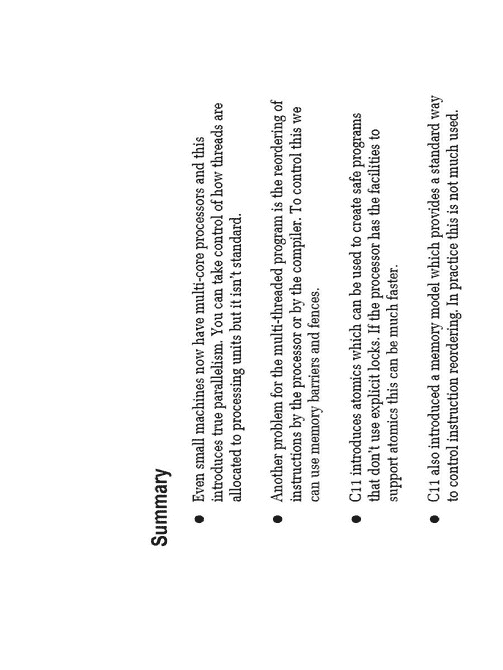 Summary
● Even small machines now have multi-core processors and this
introduces true parallelism. You can take control of how threads are
allocated to processing units but it isn't standard.
● Another problem for the multi-threaded program is the reordering of
instructions by the processor or by the compiler. To control this we
can use memory barriers and fences.
● C11 introduces atomics which can be used to create safe programs
that don't use explicit locks. If the processor has the facilities to
support atomics this can be much faster.
● C11 also introduced a memory model which provides a standard way
to control instruction reordering. In practice this is not much used.